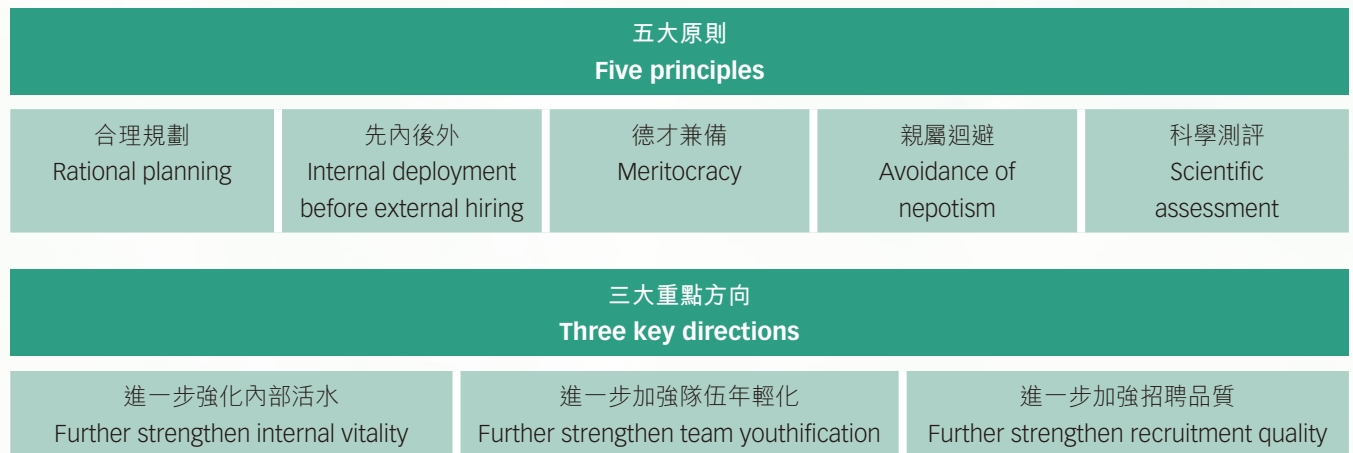 五大原則
Five principles
合理規劃
Rational planning
先內後外
Internal deployment
before external hiring
德才兼備
Meritocracy
親屬迴避
Avoidance of
nepotism
科學測評
Scientific
assessment
三大重點方向
Three key directions
進一步強化內部活水
Further strengthen internal vitality
進一步加強隊伍年輕化
Further strengthen team youthification
進一步加強招聘品質
Further strengthen recruitment quality